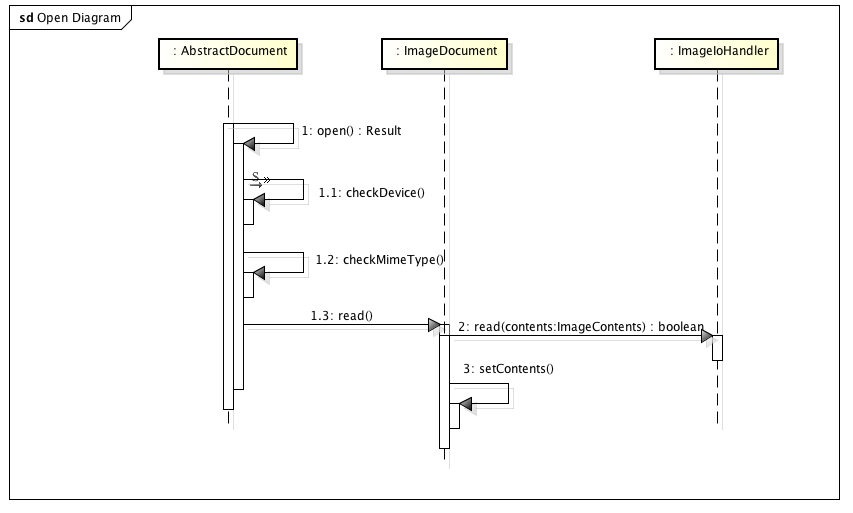 sd Open Diagram
: AbstractDocument
: ImageDocument
: ImageIoHandler
1: open() : Result
S
1.1: checkDevice()
1.2: checkMimeType()
1.3: read()
2: read(contents:ImageContents) : boolean
3: setContents()